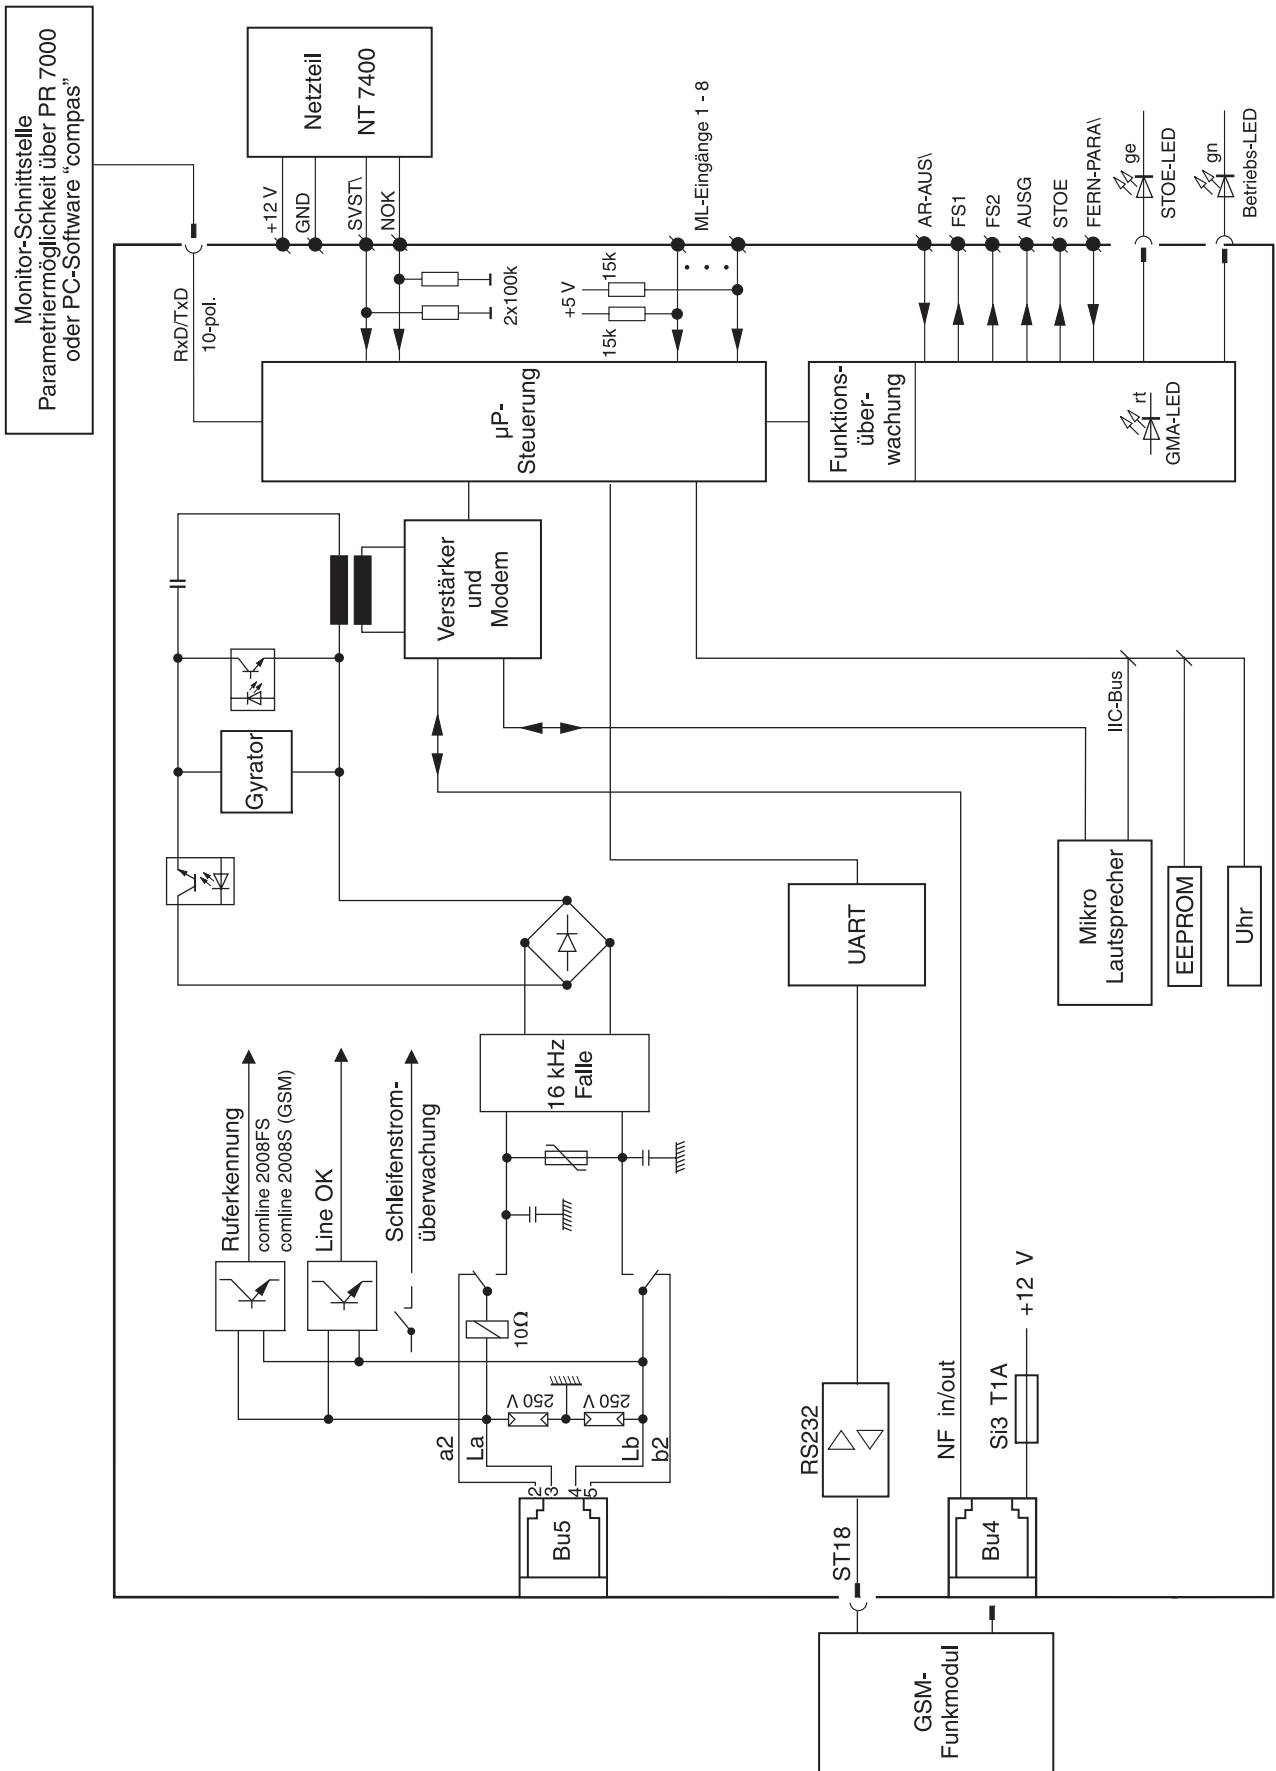 Monitor-Schnittstelle
Parametriermöglichkeit über PR 7000
oder PC-Software “compas”
Netzteil
NT 7400
+12 V
GND
SVST\
NOK
ML-Eingänge 1 - 8
AR-AUS\
FS1
FS2
AUSG
STOE
FERN-PARA\
ge
STOE-LED
gn
Betriebs-LED
RxD/TxD
10-pol.
2x100k
+5 V
15k
15k
µP-
Steuerung
Funktions-
über-
wachung
rt
GMA-LED
Verstärker
und
Modem
Gyrator
IIC-Bus
UART
Mikro
Lautsprecher
EEPROM
Uhr
16 kHz
Falle
Ruferkennung
comline 2008FS
comline 2008S (GSM)
Line OK
Schleifenstrom-
überwachung
10Ω
250 V
250 V
a2
La
Lb
b2
2
3
4
5
Bu5
RS232
ST18
NF in/out
Si3 T1A
+12 V
Bu4
GSM-
Funkmodul